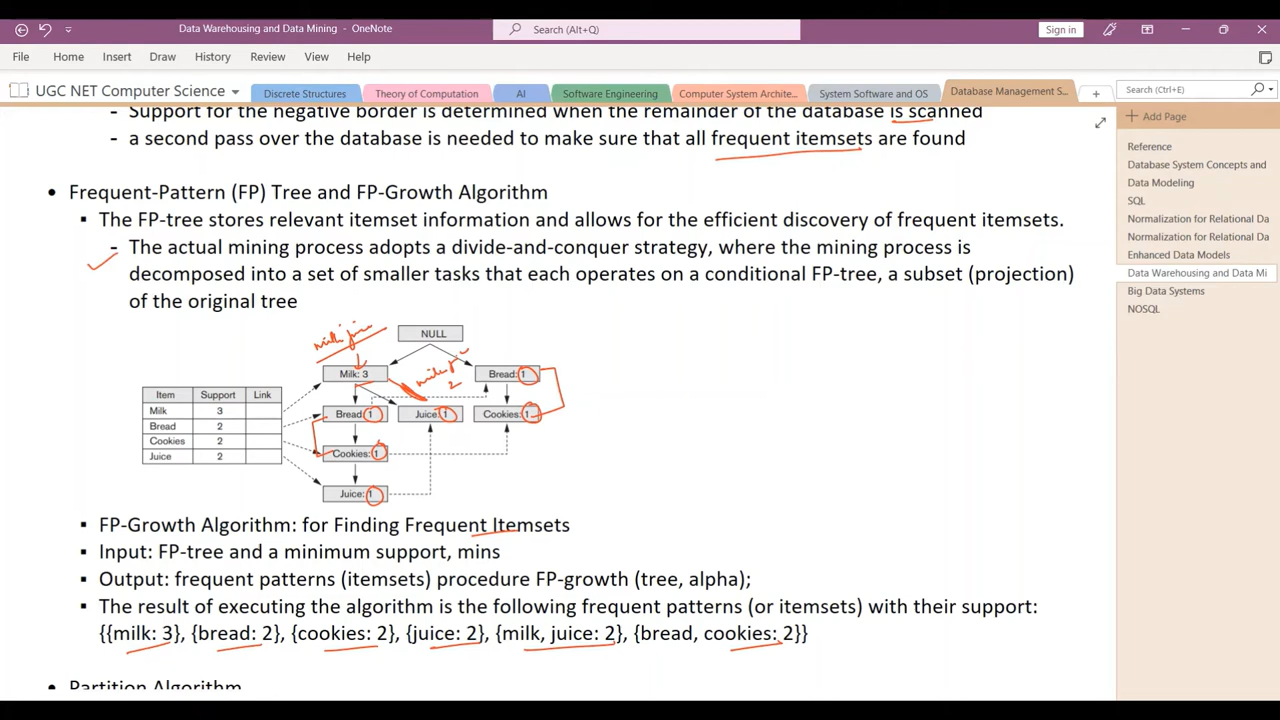 Data Warehousing and Data Mining - OneNote
Search (Alt+Q)
Sign in
File Home Insert Draw History Review View Help
UGC NET Computer Science
Discrete Structures
Theory of Computation
AI
Software Engineering
Computer System Archite...
System Software and OS
Database Management S...
Search (Ctrl+E)
Add Page
Reference
Database System Concepts and
Data Modeling
SQL
Normalization for Relational Da
Normalization for Relational Da
Enhanced Data Models
Data Warehousing and Data Mi
Big Data Systems
NOSQL
- Support for the negative border is determined when the remainder of the database is scanned
- a second pass over the database is needed to make sure that all frequent itemsets are found
• Frequent-Pattern (FP) Tree and FP-Growth Algorithm
▪ The FP-tree stores relevant itemset information and allows for the efficient discovery of frequent itemsets.
- The actual mining process adopts a divide-and-conquer strategy, where the mining process is
decomposed into a set of smaller tasks that each operates on a conditional FP-tree, a subset (projection)
of the original tree
milk juice
NULL
Milk: 3
milk
2
Bread: 1
Item Support Link
Milk 3
Bread 2
Cookies 2
Juice 2
Bread: 1
Juice: 1
Cookies: 1
Cookies: 1
Juice: 1
▪ FP-Growth Algorithm: for Finding Frequent Itemsets
▪ Input: FP-tree and a minimum support, mins
▪ Output: frequent patterns (itemsets) procedure FP-growth (tree, alpha);
▪ The result of executing the algorithm is the following frequent patterns (or itemsets) with their support:
{{milk: 3}, {bread: 2}, {cookies: 2}, {juice: 2}, {milk, juice: 2}, {bread, cookies: 2}}
• Partition Algorithm